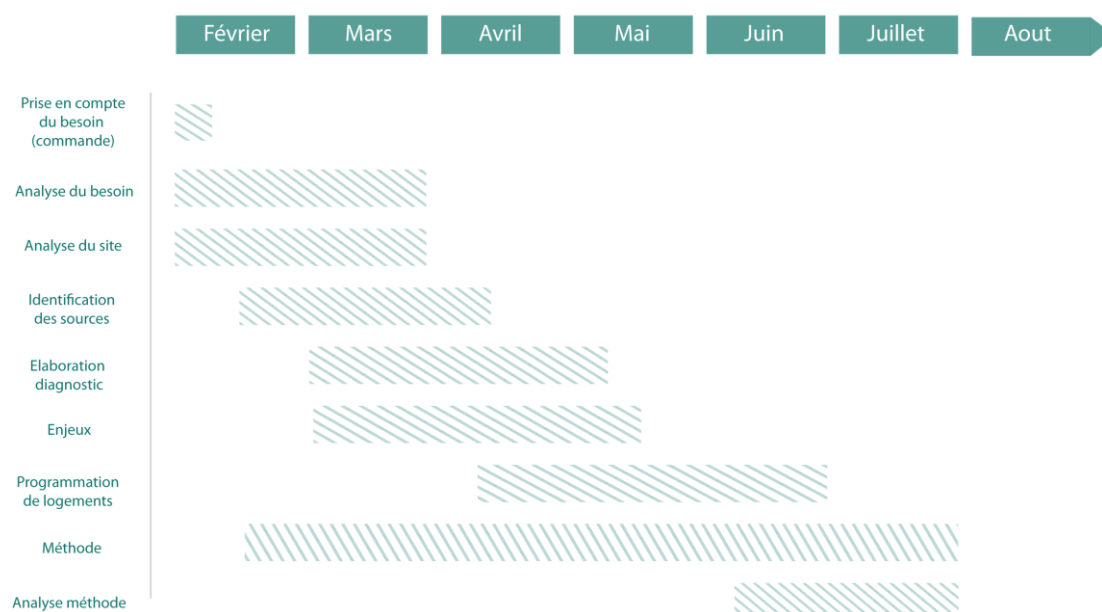 Février Mars Avril Mai Juin Juillet Aout
Prise en compte
du besoin
(commande)
Analyse du besoin
Analyse du site
Identification
des sources
Elaboration
diagnostic
Enjeux
Programmation
de logements
Méthode
Analyse méthode